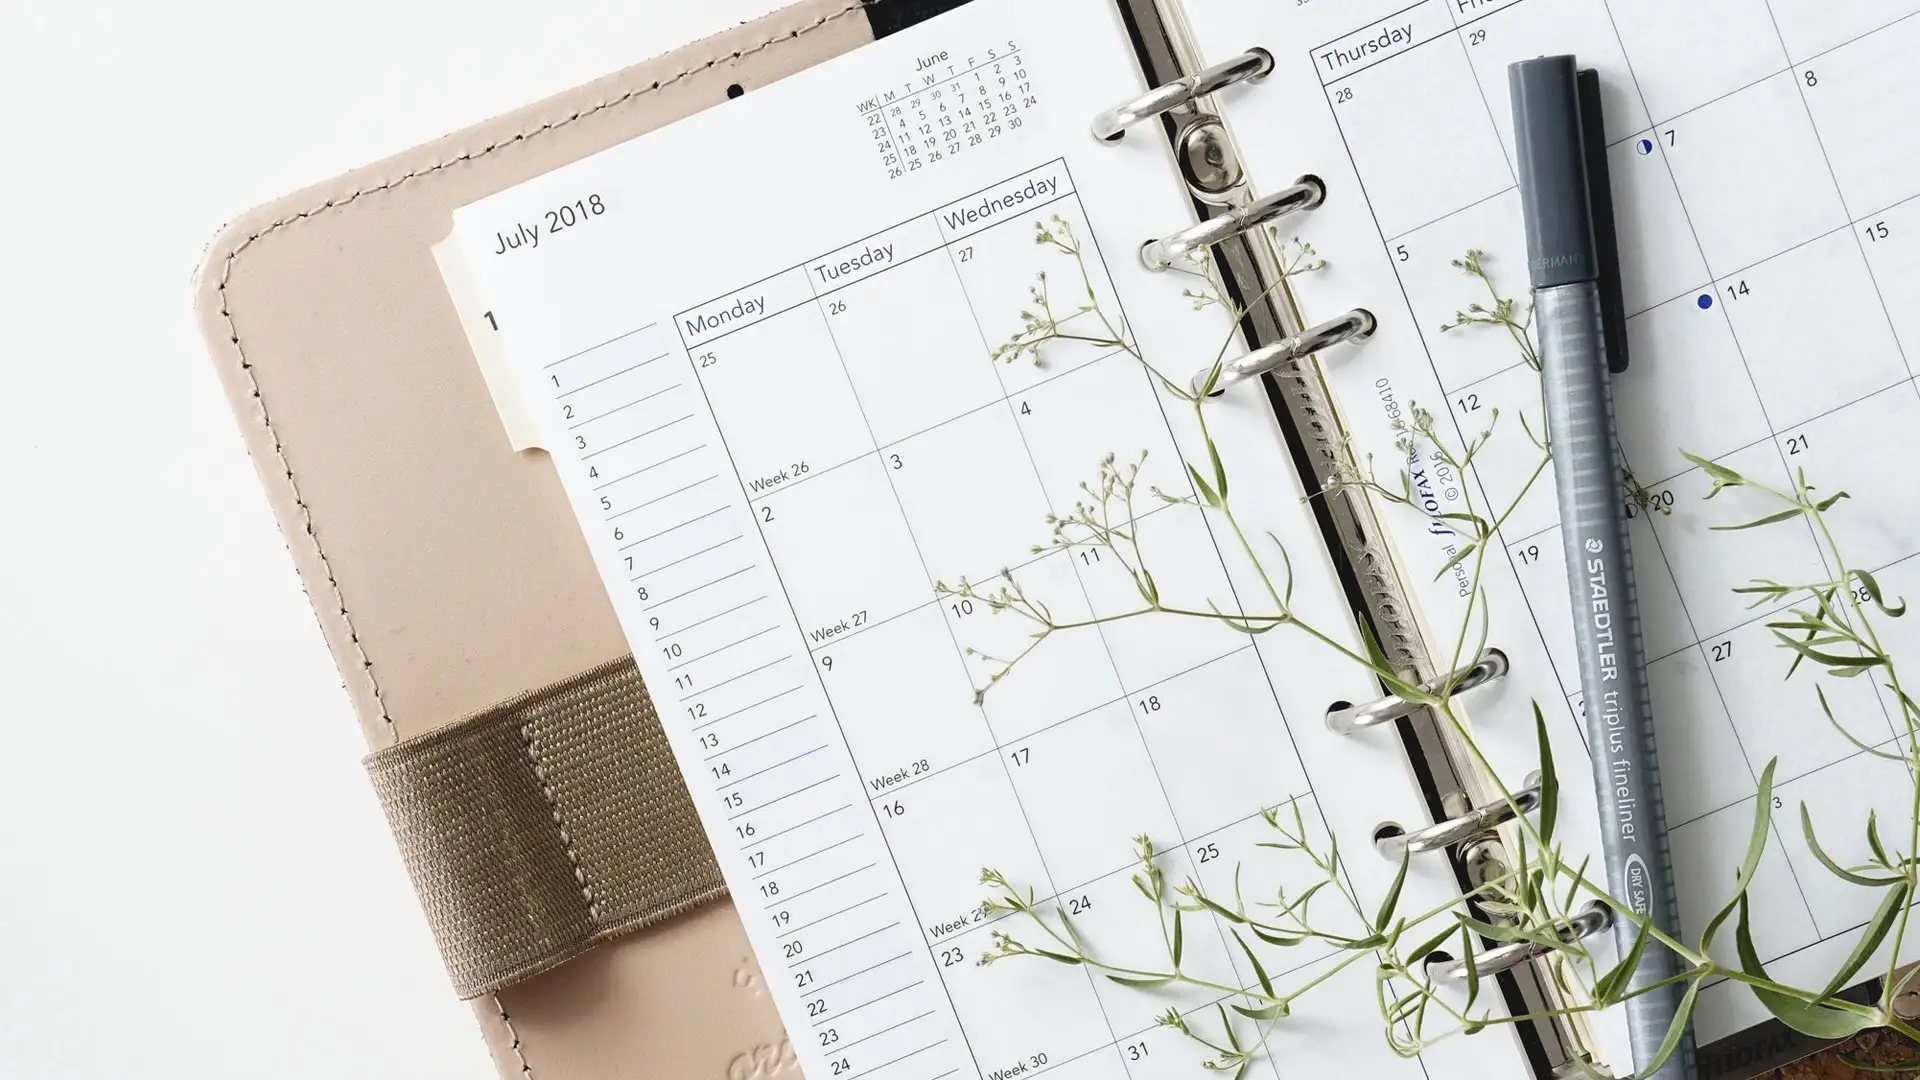 July 2018
June
WK M T W T F S S
22 28 29 30 31 1 2 3
23 4 5 6 7 8 9 10
24 11 12 13 14 15 16 17
25 18 19 20 21 22 23 24
26 25 26 27 28 29 30
1
1
2
3
4
5
6
7
8
9
10
11
12
13
14
15
16
17
18
19
20
21
22
23
24
Monday Tuesday Wednesday
25 26 27
Week 26
2 3 4
Week 27
9 10 11
Week 28
16 17 18
Week 29
23 24 25
Week 30
31
Personal filofax
© 2016
Thursday
28 29
5 7 8
12 14 15
19 20 21
27 28
3
GERMANY
STAEDTLER triplus fineliner
DRY SAFE